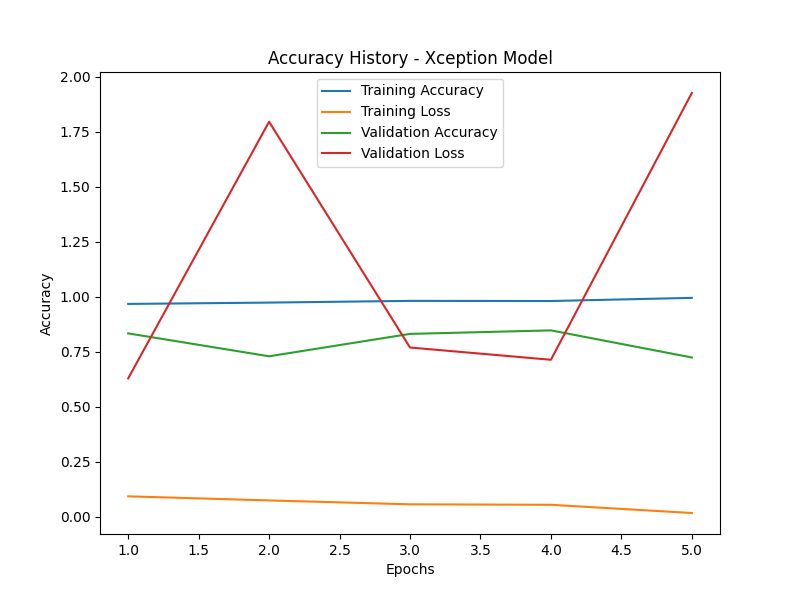 Accuracy History - Xception Model
Training Accuracy
Training Loss
Validation Accuracy
Validation Loss
2.00
1.75
1.50
1.25
1.00
0.75
0.50
0.25
0.00
Accuracy
1.0 1.5 2.0 2.5 3.0 3.5 4.0 4.5 5.0
Epochs